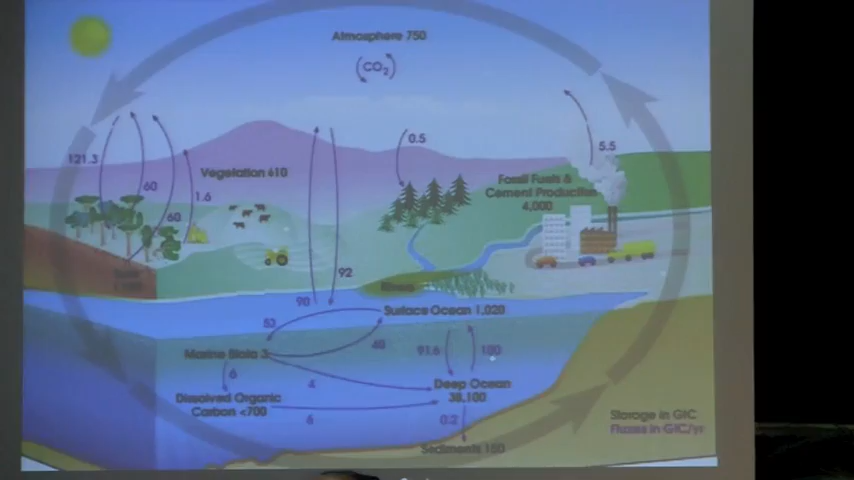 Atmosphere 750
CO2
121.3
0.5
5.5
Vegetation 610
Fossil Fuels &
Cement Production
4,000
60
1.6
60
92
90
Rivers
Surface Ocean 1,020
Marine Biota 3
91.6
100
6
4
Deep Ocean
38,100
Dissolved Organic
Carbon <700
6
0.2
Storage in GtC
Fluxes in GtC/yr
Sediments 150